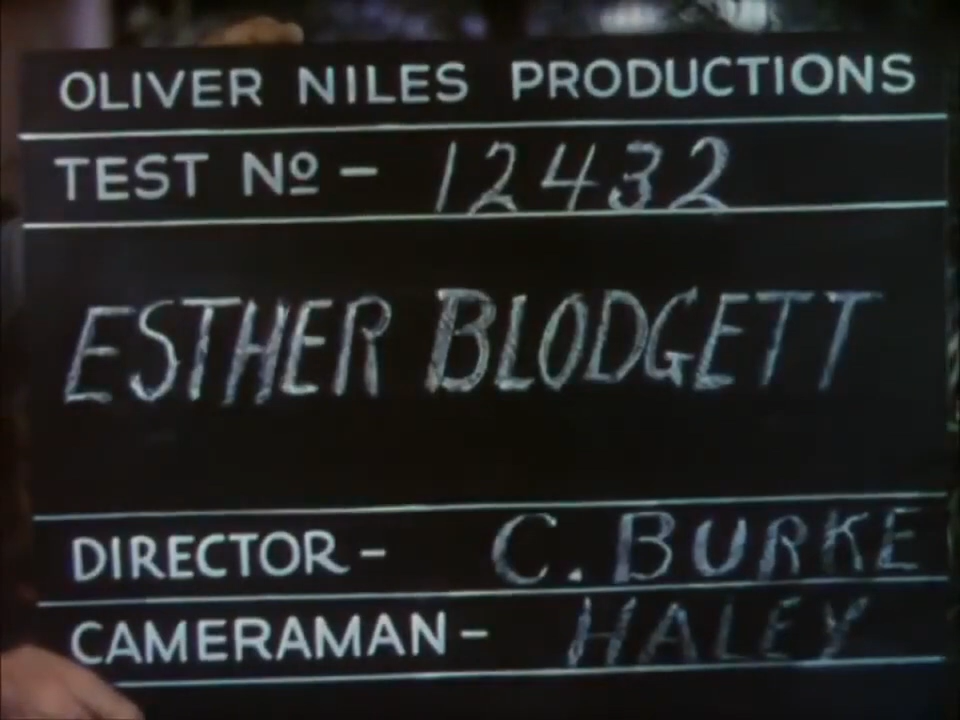 OLIVER NILES PRODUCTIONS
TEST Nº - 12432
ESTHER BLODGETT
DIRECTOR - C. BURKE
CAMERAMAN - HALEY